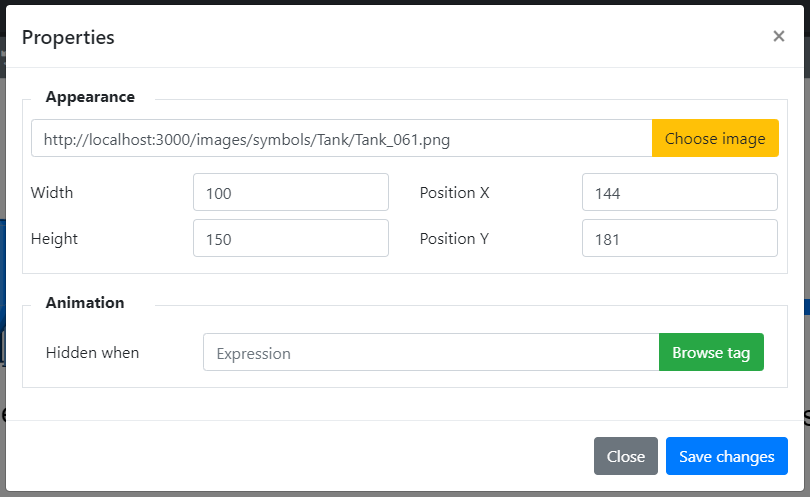 Properties ×
Appearance
http://localhost:3000/images/symbols/Tank/Tank_061.png Choose image
Width 100 Position X 144
Height 150 Position Y 181
Animation
Hidden when Expression Browse tag
Close Save changes